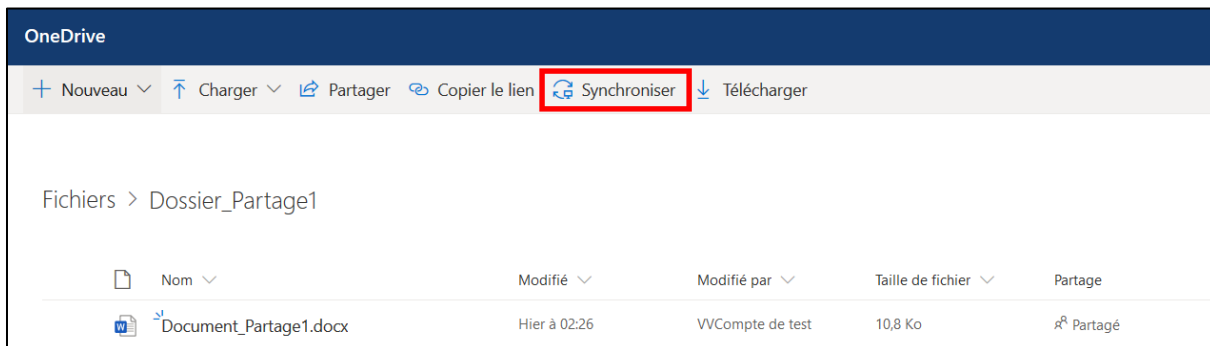 OneDrive
Nouveau Charger Partager Copier le lien Synchroniser Télécharger
Fichiers > Dossier_Partage1
Nom Modifié Modifié par Taille de fichier Partage
Document_Partage1.docx Hier à 02:26 VVCompte de test 10,8 Ko Partagé